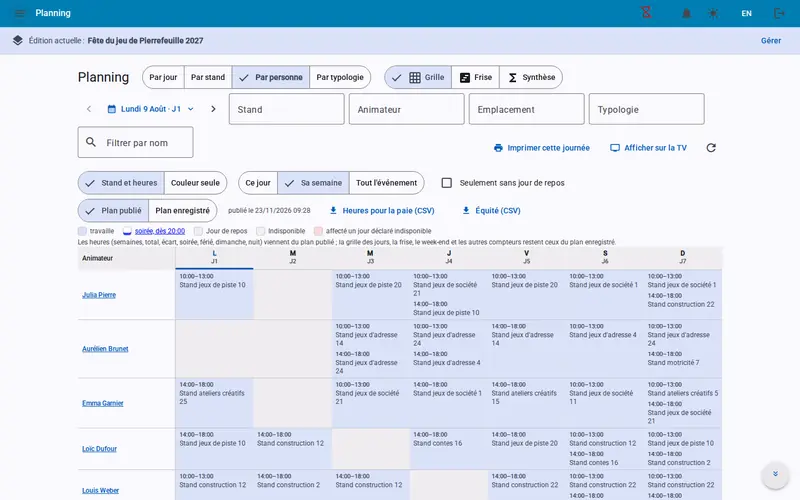 Planning
EN
Édition actuelle : Fête du jeu de Pierrefeuille 2027
Gérer
Planning
Par jour
Par stand
Par personne
Par typologie
Grille
Frise
Synthèse
Lundi 9 Août · J1
Stand
Animateur
Emplacement
Typologie
Filtrer par nom
Imprimer cette journée
Afficher sur la TV
Stand et heures
Couleur seule
Ce jour
Sa semaine
Tout l'événement
Seulement sans jour de repos
Plan publié
Plan enregistré
publié le 23/11/2026 09:28
Heures pour la paie (CSV)
Équité (CSV)
travaille
soirée, dès 20:00
Jour de repos
Indisponible
affecté un jour déclaré indisponible
Les heures (semaines, total, écart, soirée, férié, dimanche, nuit) viennent du plan publié ; la grille des jours, la frise, le week-end et les autres compteurs restent ceux du plan enregistré.
Animateur
L
J1
M
J2
M
J3
J
J4
V
J5
S
J6
D
J7
Julia Pierre
10:00–13:00
Stand jeux de piste 10
10:00–13:00
Stand jeux de piste 20
10:00–13:00
Stand jeux de société
21
14:00–18:00
Stand jeux de piste 10
10:00–13:00
Stand jeux de piste 20
10:00–13:00
Stand jeux de société 1
10:00–13:00
Stand jeux de société 1
14:00–18:00
Stand construction 22
Aurélien Brunet
10:00–13:00
Stand jeux d'adresse
14
14:00–18:00
Stand jeux d'adresse
24
10:00–13:00
Stand jeux d'adresse
24
14:00–18:00
Stand jeux d'adresse 4
14:00–18:00
Stand jeux d'adresse
14
10:00–13:00
Stand jeux d'adresse 4
10:00–13:00
Stand jeux d'adresse
24
14:00–18:00
Stand motricité 7
Emma Garnier
14:00–18:00
Stand ateliers créatifs
25
10:00–13:00
Stand jeux de société
21
14:00–18:00
Stand jeux de société 1
14:00–18:00
Stand ateliers créatifs
15
10:00–13:00
Stand jeux de société
11
10:00–13:00
Stand ateliers créatifs 5
14:00–18:00
Stand jeux de société
21
Loïc Dufour
14:00–18:00
Stand jeux de piste 10
14:00–18:00
Stand construction 12
14:00–18:00
Stand contes 16
14:00–18:00
Stand jeux de piste 20
10:00–13:00
Stand construction 12
14:00–18:00
Stand contes 16
10:00–13:00
Stand jeux de piste 10
14:00–18:00
Stand construction 2
Louis Weber
10:00–13:00
Stand construction 12
10:00–13:00
Stand construction 2
14:00–18:00
Stand construction 12
10:00–13:00
Stand construction 22
10:00–13:00
Stand construction 22
14:00–18:00
10:00–13:00
Stand construction 22
14:00–18:00